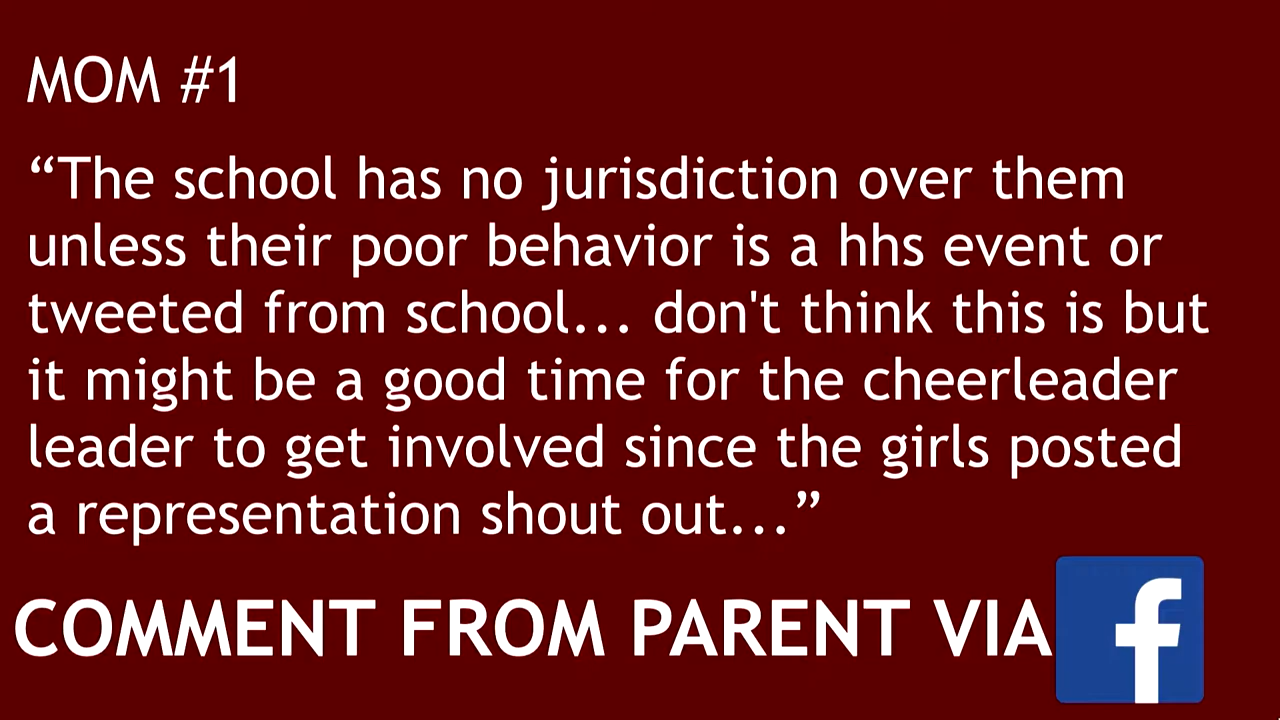 MOM #1
“The school has no jurisdiction over them
unless their poor behavior is a hhs event or
tweeted from school... don't think this is but
it might be a good time for the cheerleader
leader to get involved since the girls posted
a representation shout out...”
COMMENT FROM PARENT VIA f